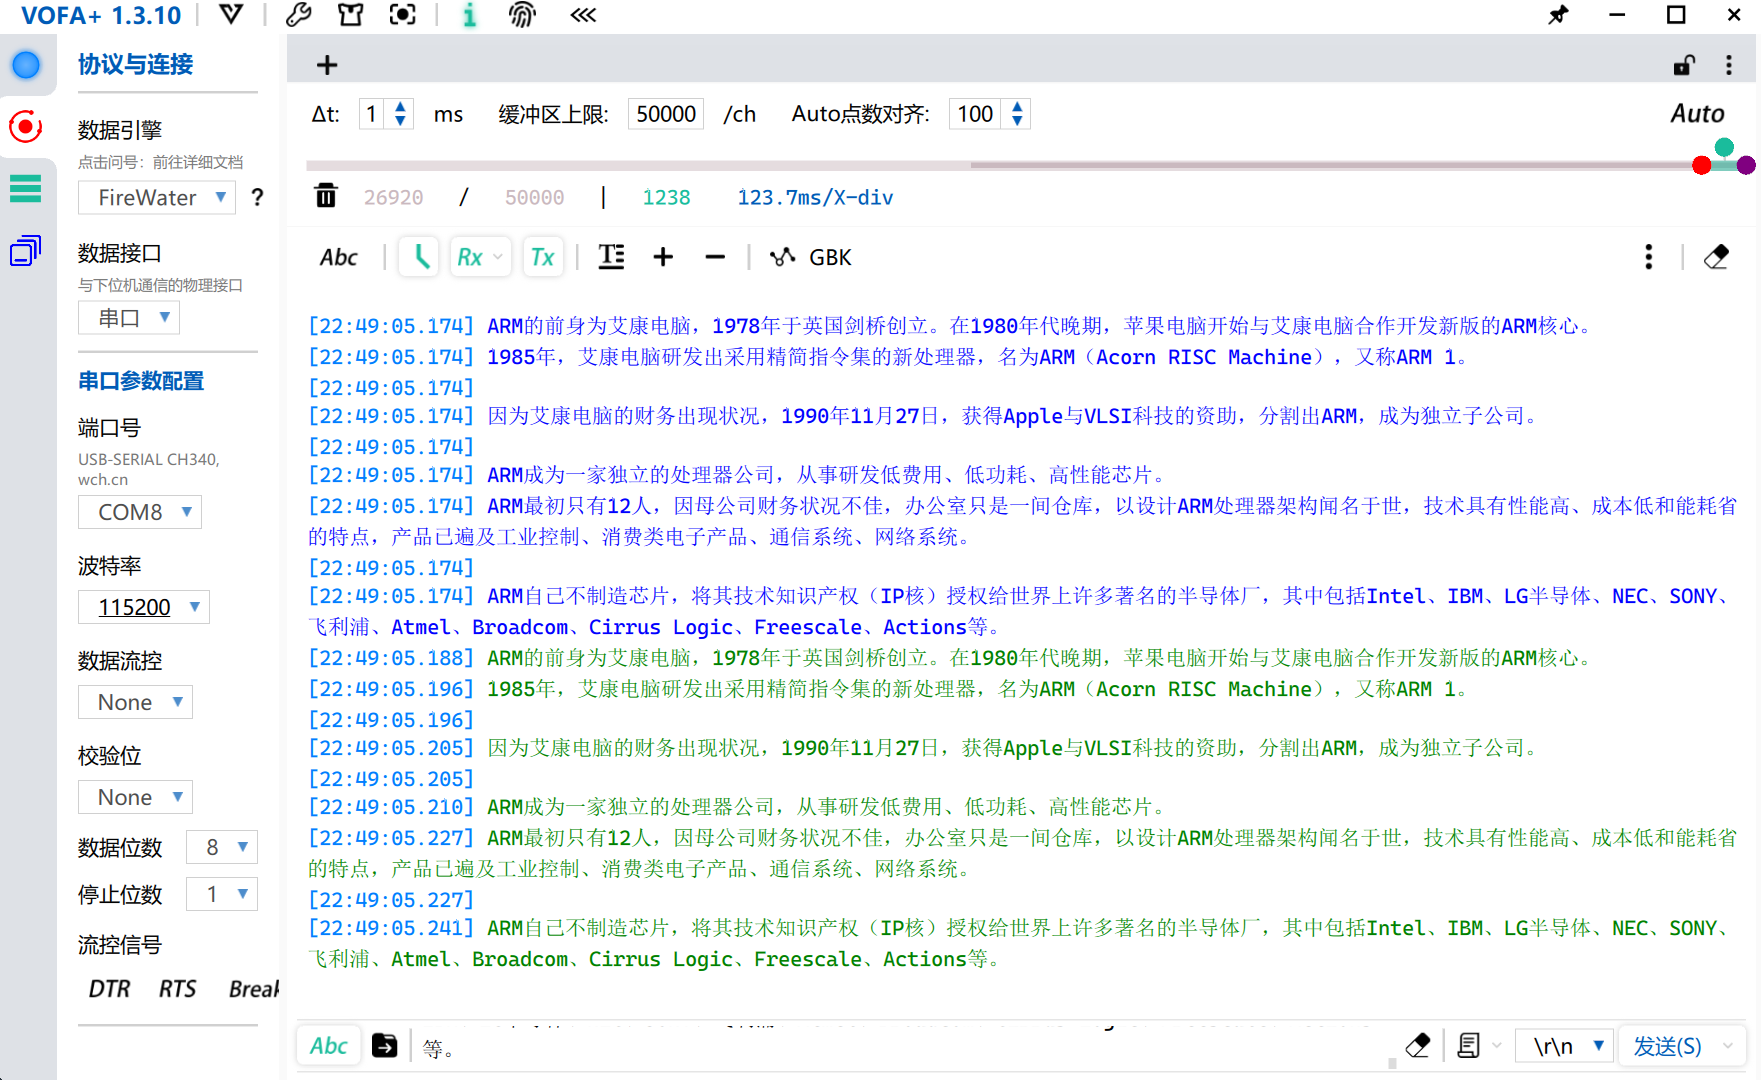 VOFA+ 1.3.10
协议与连接
数据引擎
点击问号：前往详细文档
FireWater ?
数据接口
与下位机通信的物理接口
串口
串口参数配置
端口号
USB-SERIAL CH340,
wch.cn
COM8
波特率
115200
数据流控
None
校验位
None
数据位数 8
停止位数 1
流控信号
DTR RTS Break
Δt: 1 ms 缓冲区上限: 50000 /ch Auto点数对齐: 100 Auto
26920 / 50000 | 1238 123.7ms/X-div
Abc Rx Tx GBK
[22:49:05.174] ARM的前身为艾康电脑，1978年于英国剑桥创立。在1980年代晚期，苹果电脑开始与艾康电脑合作开发新版的ARM核心。
[22:49:05.174] 1985年，艾康电脑研发出采用精简指令集的新处理器，名为ARM（Acorn RISC Machine），又称ARM 1。
[22:49:05.174]
[22:49:05.174] 因为艾康电脑的财务出现状况，1990年11月27日，获得Apple与VLSI科技的资助，分割出ARM，成为独立子公司。
[22:49:05.174]
[22:49:05.174] ARM成为一家独立的处理器公司，从事研发低费用、低功耗、高性能芯片。
[22:49:05.174] ARM最初只有12人，因母公司财务状况不佳，办公室只是一间仓库，以设计ARM处理器架构闻名于世，技术具有性能高、成本低和能耗省
的特点，产品已遍及工业控制、消费类电子产品、通信系统、网络系统。
[22:49:05.174]
[22:49:05.174] ARM自己不制造芯片，将其技术知识产权（IP核）授权给世界上许多著名的半导体厂，其中包括Intel、IBM、LG半导体、NEC、SONY、
飞利浦、Atmel、Broadcom、Cirrus Logic、Freescale、Actions等。
[22:49:05.188] ARM的前身为艾康电脑，1978年于英国剑桥创立。在1980年代晚期，苹果电脑开始与艾康电脑合作开发新版的ARM核心。
[22:49:05.196] 1985年，艾康电脑研发出采用精简指令集的新处理器，名为ARM（Acorn RISC Machine），又称ARM 1。
[22:49:05.196]
[22:49:05.205] 因为艾康电脑的财务出现状况，1990年11月27日，获得Apple与VLSI科技的资助，分割出ARM，成为独立子公司。
[22:49:05.205]
[22:49:05.210] ARM成为一家独立的处理器公司，从事研发低费用、低功耗、高性能芯片。
[22:49:05.227] ARM最初只有12人，因母公司财务状况不佳，办公室只是一间仓库，以设计ARM处理器架构闻名于世，技术具有性能高、成本低和能耗省
的特点，产品已遍及工业控制、消费类电子产品、通信系统、网络系统。
[22:49:05.227]
[22:49:05.241] ARM自己不制造芯片，将其技术知识产权（IP核）授权给世界上许多著名的半导体厂，其中包括Intel、IBM、LG半导体、NEC、SONY、
飞利浦、Atmel、Broadcom、Cirrus Logic、Freescale、Actions等。
Abc 等。 \r\n 发送(S)